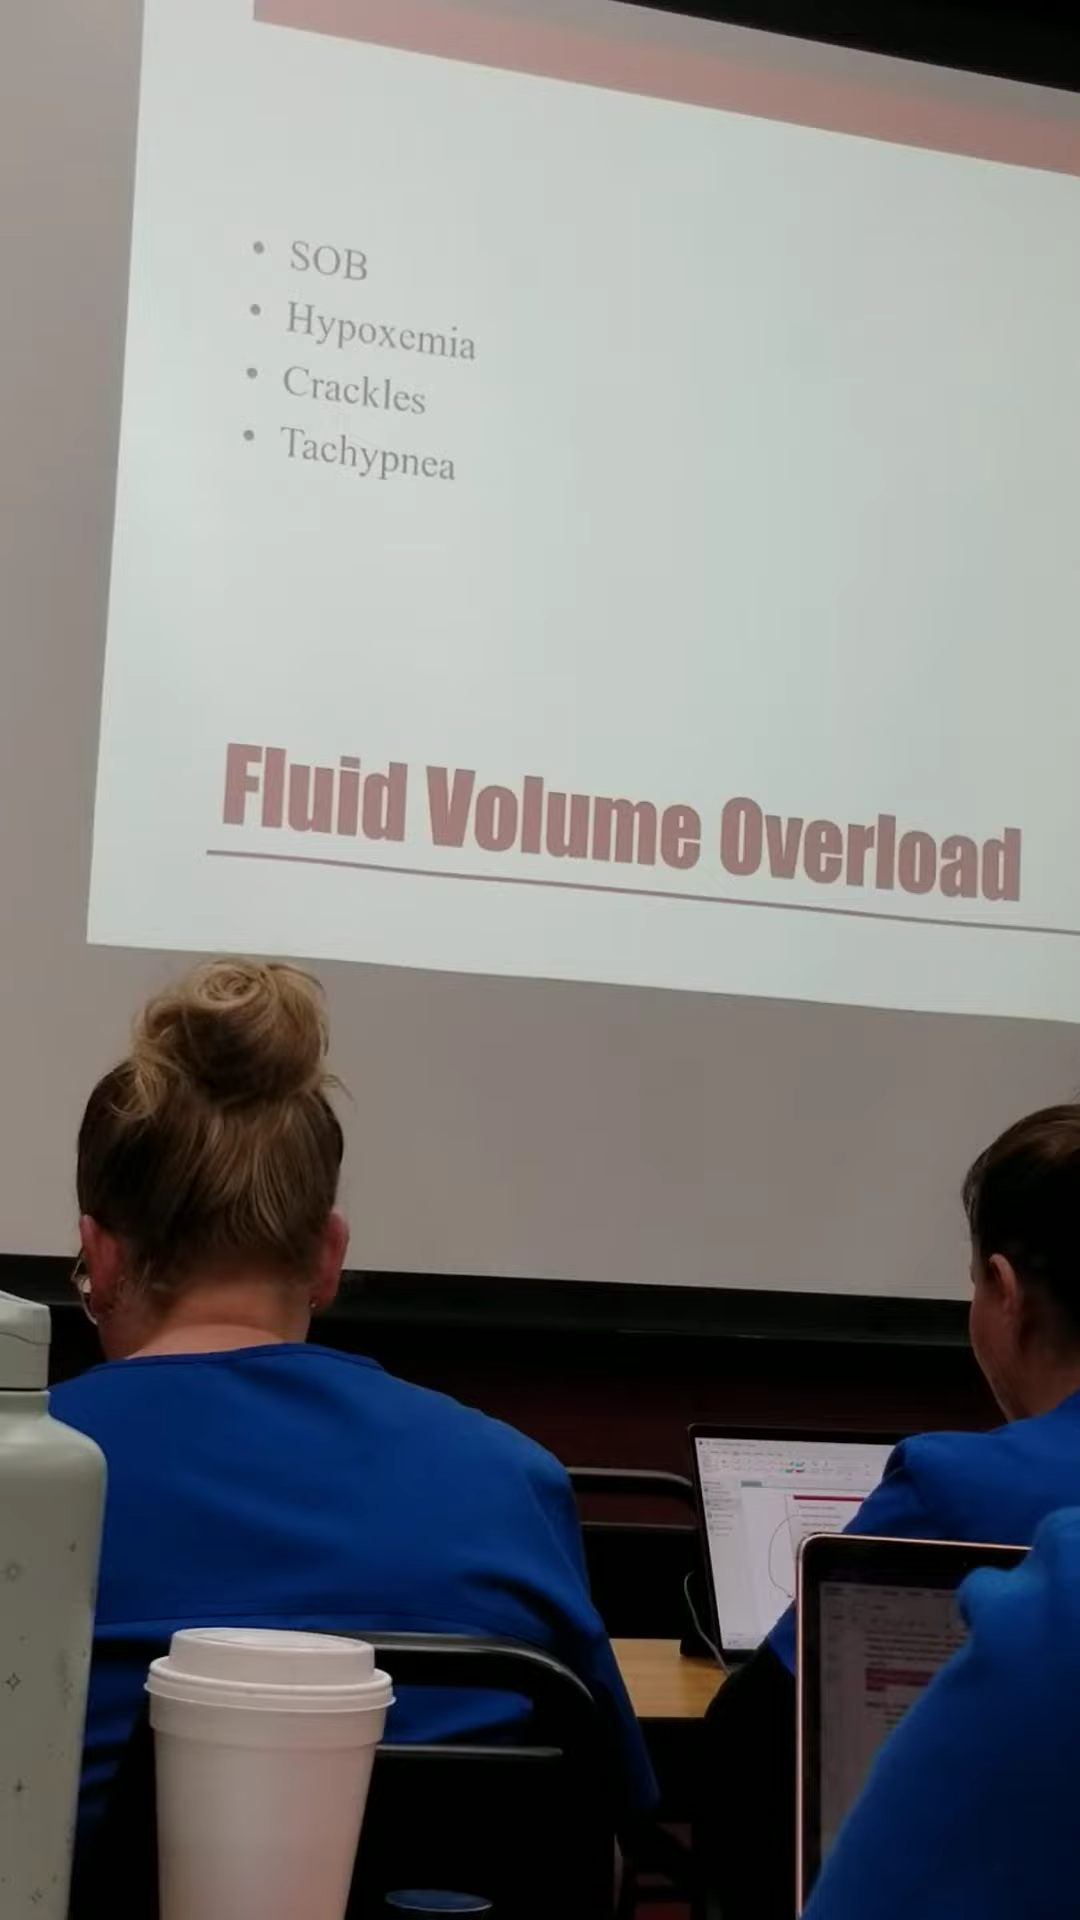 • SOB
• Hypoxemia
• Crackles
• Tachypnea
Fluid Volume Overload